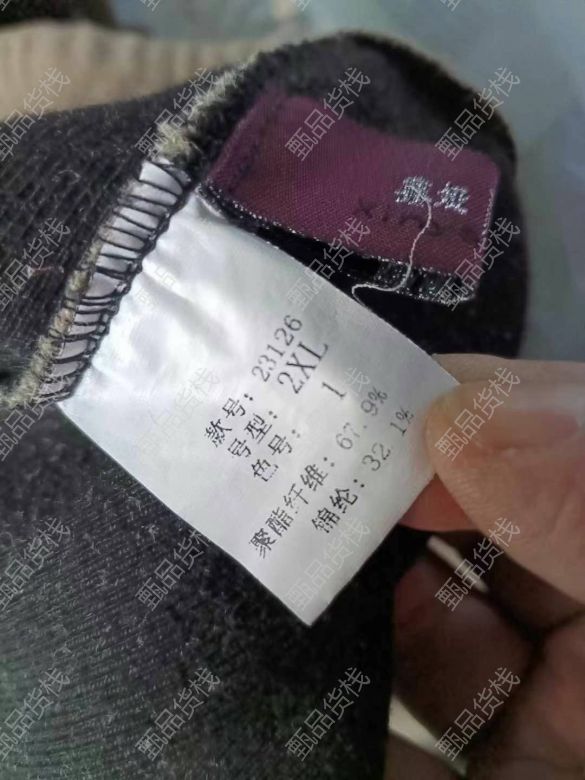 款号: 23126
号型: 2XL
色号: 1
聚酯纤维: 67.9%
锦纶: 32.1%
甄品货栈